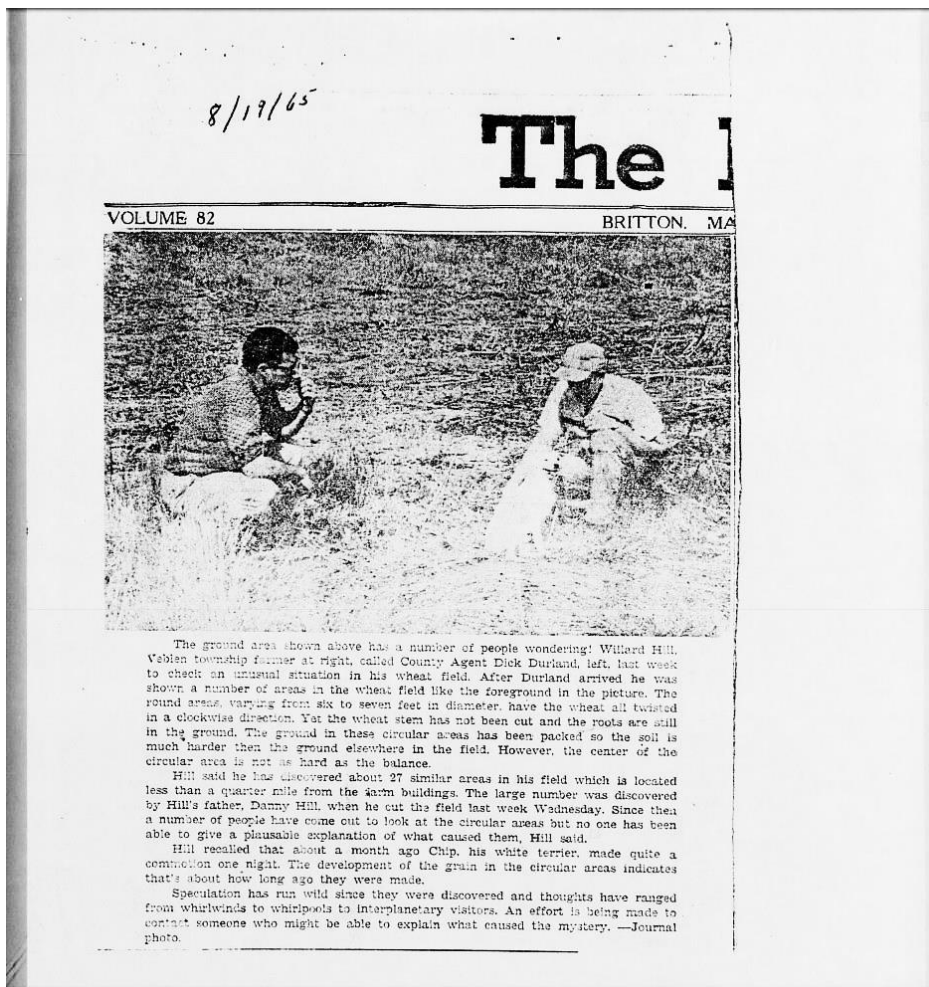 8/19/65
The
VOLUME 82
BRITTON, MA
The ground area shown above has a number of people wondering! Willard Hill,
Veblen township farmer at right, called County Agent Dick Durland, left, last week
to check an unusual situation in his wheat field. After Durland arrived he was
shown a number of areas in the wheat field like the foreground in the picture. The
round areas, varying from six to seven feet in diameter, have the wheat all twisted
in a clockwise direction. Yet the wheat stem has not been cut and the roots are still
in the ground. The ground in these circular areas has been packed so the soil is
much harder then the ground elsewhere in the field. However, the center of the
circular area is not as hard as the balance.
Hill said he has discovered about 27 similar areas in his field which is located
less than a quarter mile from the farm buildings. The large number was discovered
by Hill's father, Danny Hill, when he cut the field last week Wednesday. Since then
a number of people have come out to look at the circular areas but no one has been
able to give a plausable explanation of what caused them, Hill said.
Hill recalled that about a month ago Chip, his white terrier, made quite a
commotion one night. The development of the grain in the circular areas indicates
that's about how long ago they were made.
Speculation has run wild since they were discovered and thoughts have ranged
from whirlwinds to whirlpools to interplanetary visitors. An effort is being made to
contact someone who might be able to explain what caused the mystery. —Journal
photo.